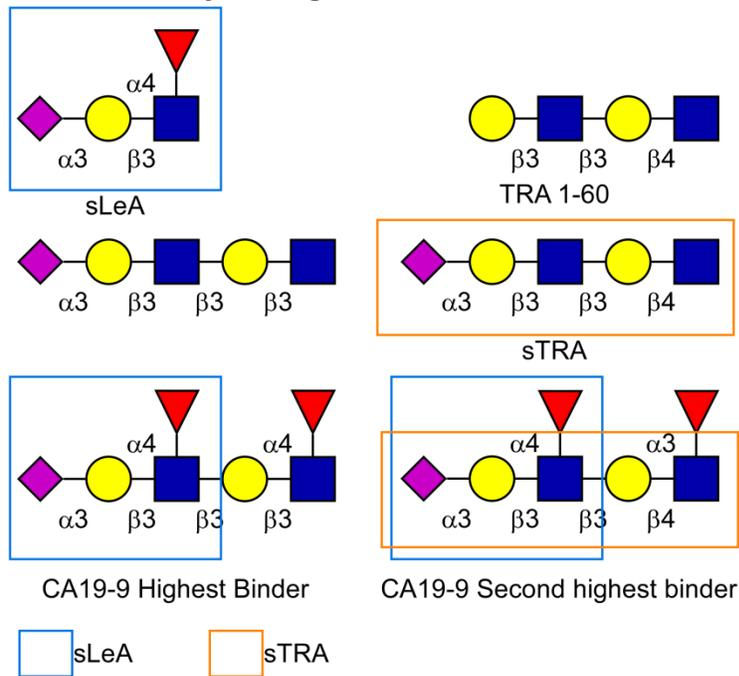 α4
α3 β3
sLeA
β3 β3 β4
TRA 1-60
α3 β3 β3 β3
α3 β3 β3 β4
sTRA
α4 α4
α3 β3 β3 β3
CA19-9 Highest Binder
α4 α3
α3 β3 β3 β4
CA19-9 Second highest binder
sLeA
sTRA